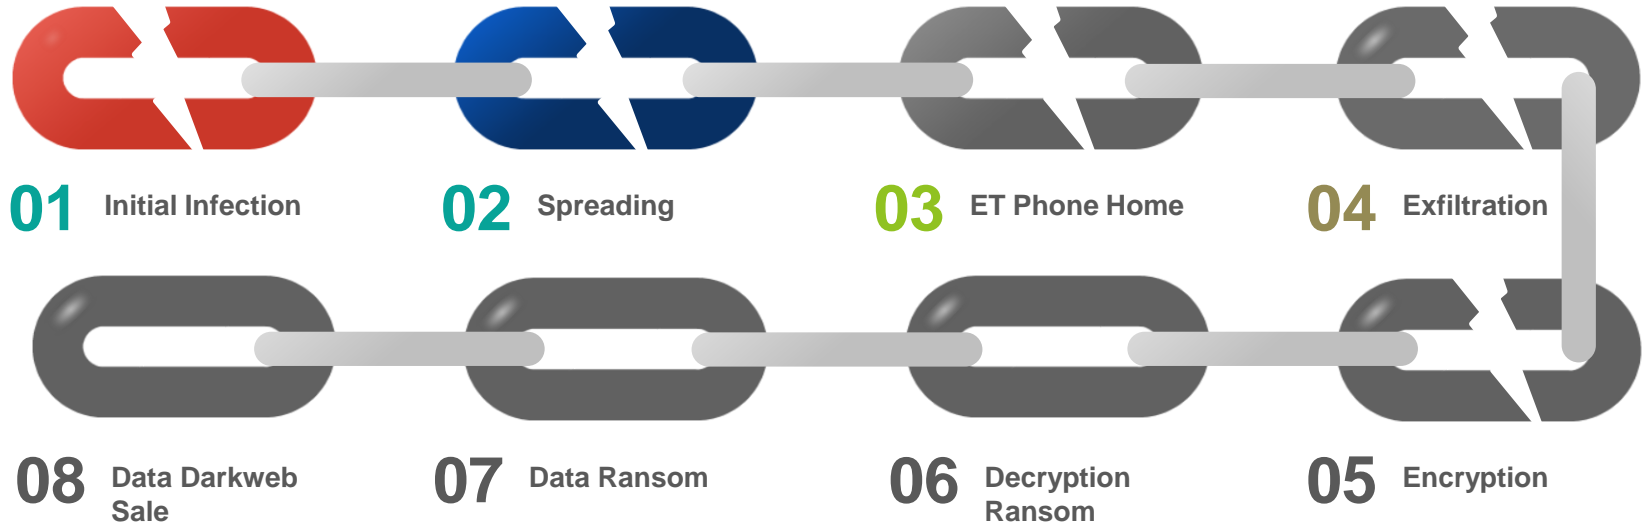 01 Initial Infection
02 Spreading
03 ET Phone Home
04 Exfiltration
08 Data Darkweb
Sale
07 Data Ransom
06 Decryption
Ransom
05 Encryption